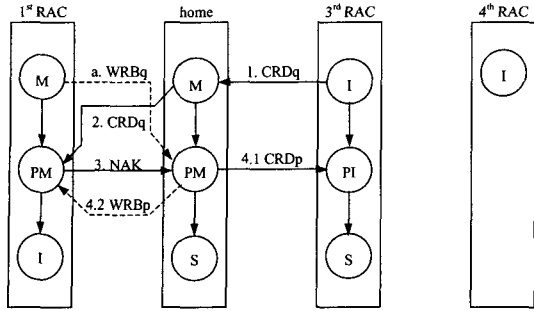 1st RAC home 3rd RAC 4th RAC
M a. WRBq M 1. CRDq I I
2. CRDq
PM 3. NAK PM 4.1 CRDp PI
4.2 WRBp
I S S